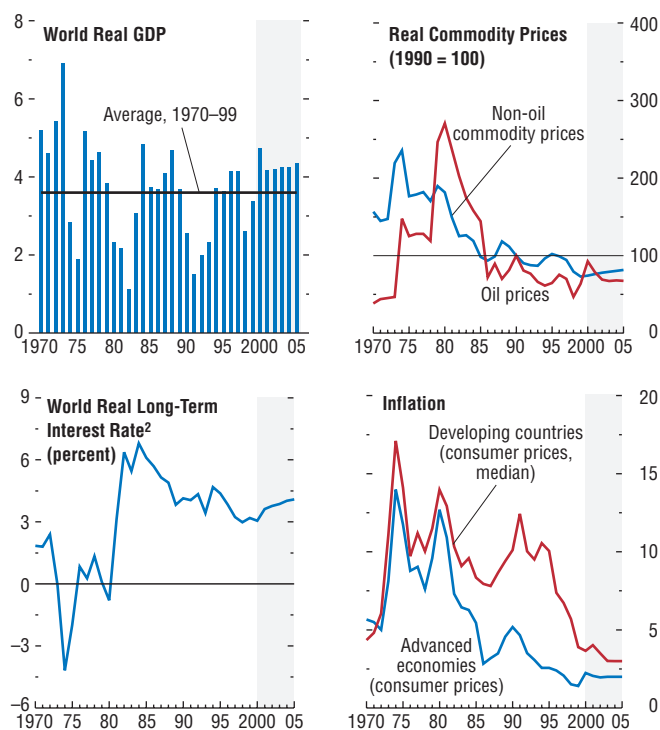 World Real GDP
8
6
4
2
0
Average, 1970–99
1970 75 80 85 90 95 2000 05
Real Commodity Prices
(1990 = 100)
400
300
200
100
0
Non-oil
commodity prices
Oil prices
1970 75 80 85 90 95 2000 05
World Real Long-Term
Interest Rate²
(percent)
9
6
3
0
–3
–6
1970 75 80 85 90 95 2000 05
Inflation
20
15
10
5
0
Developing countries
(consumer prices,
median)
Advanced
economies
(consumer prices)
1970 75 80 85 90 95 2000 05